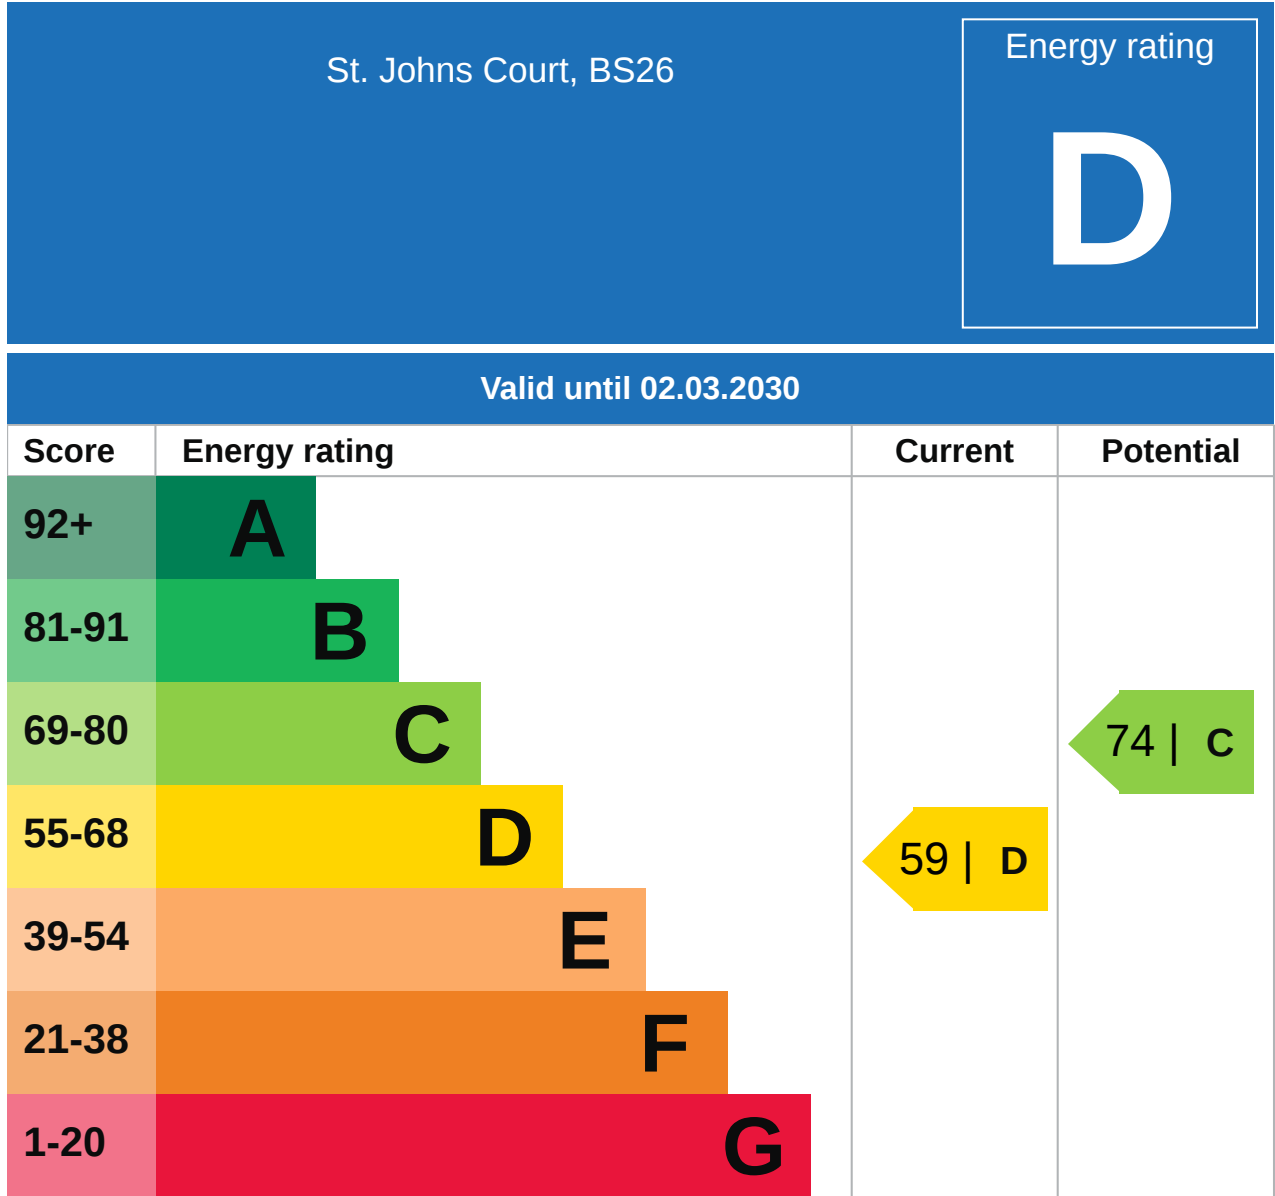 St. Johns Court, BS26
Energy rating
D
Valid until 02.03.2030
Score Energy rating Current Potential
92+ A
81-91 B
69-80 C
74 | C
55-68 D
59 | D
39-54 E
21-38 F
1-20 G